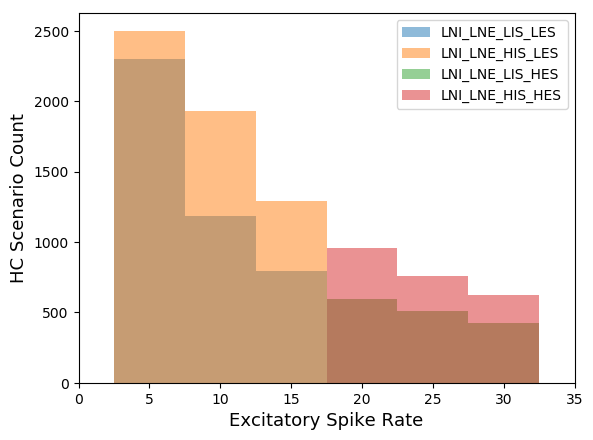 2500
2000
1500
1000
500
0
HC Scenario Count
LNI_LNE_LIS_LES
LNI_LNE_HIS_LES
LNI_LNE_LIS_HES
LNI_LNE_HIS_HES
0 5 10 15 20 25 30 35
Excitatory Spike Rate